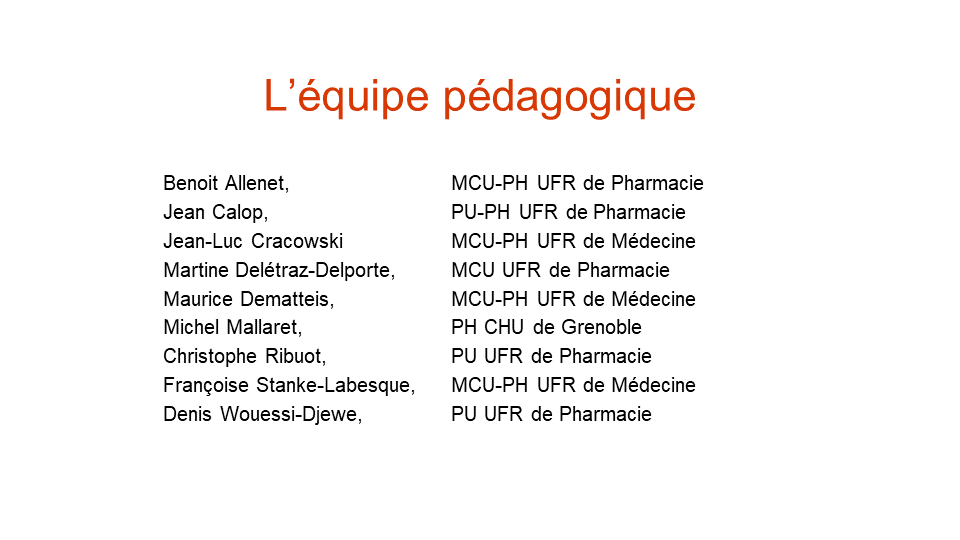 L’équipe pédagogique
Benoit Allenet, MCU-PH UFR de Pharmacie
Jean Calop, PU-PH UFR de Pharmacie
Jean-Luc Cracowski MCU-PH UFR de Médecine
Martine Delétraz-Delporte, MCU UFR de Pharmacie
Maurice Dematteis, MCU-PH UFR de Médecine
Michel Mallaret, PH CHU de Grenoble
Christophe Ribuot, PU UFR de Pharmacie
Françoise Stanke-Labesque, MCU-PH UFR de Médecine
Denis Wouessi-Djewe, PU UFR de Pharmacie